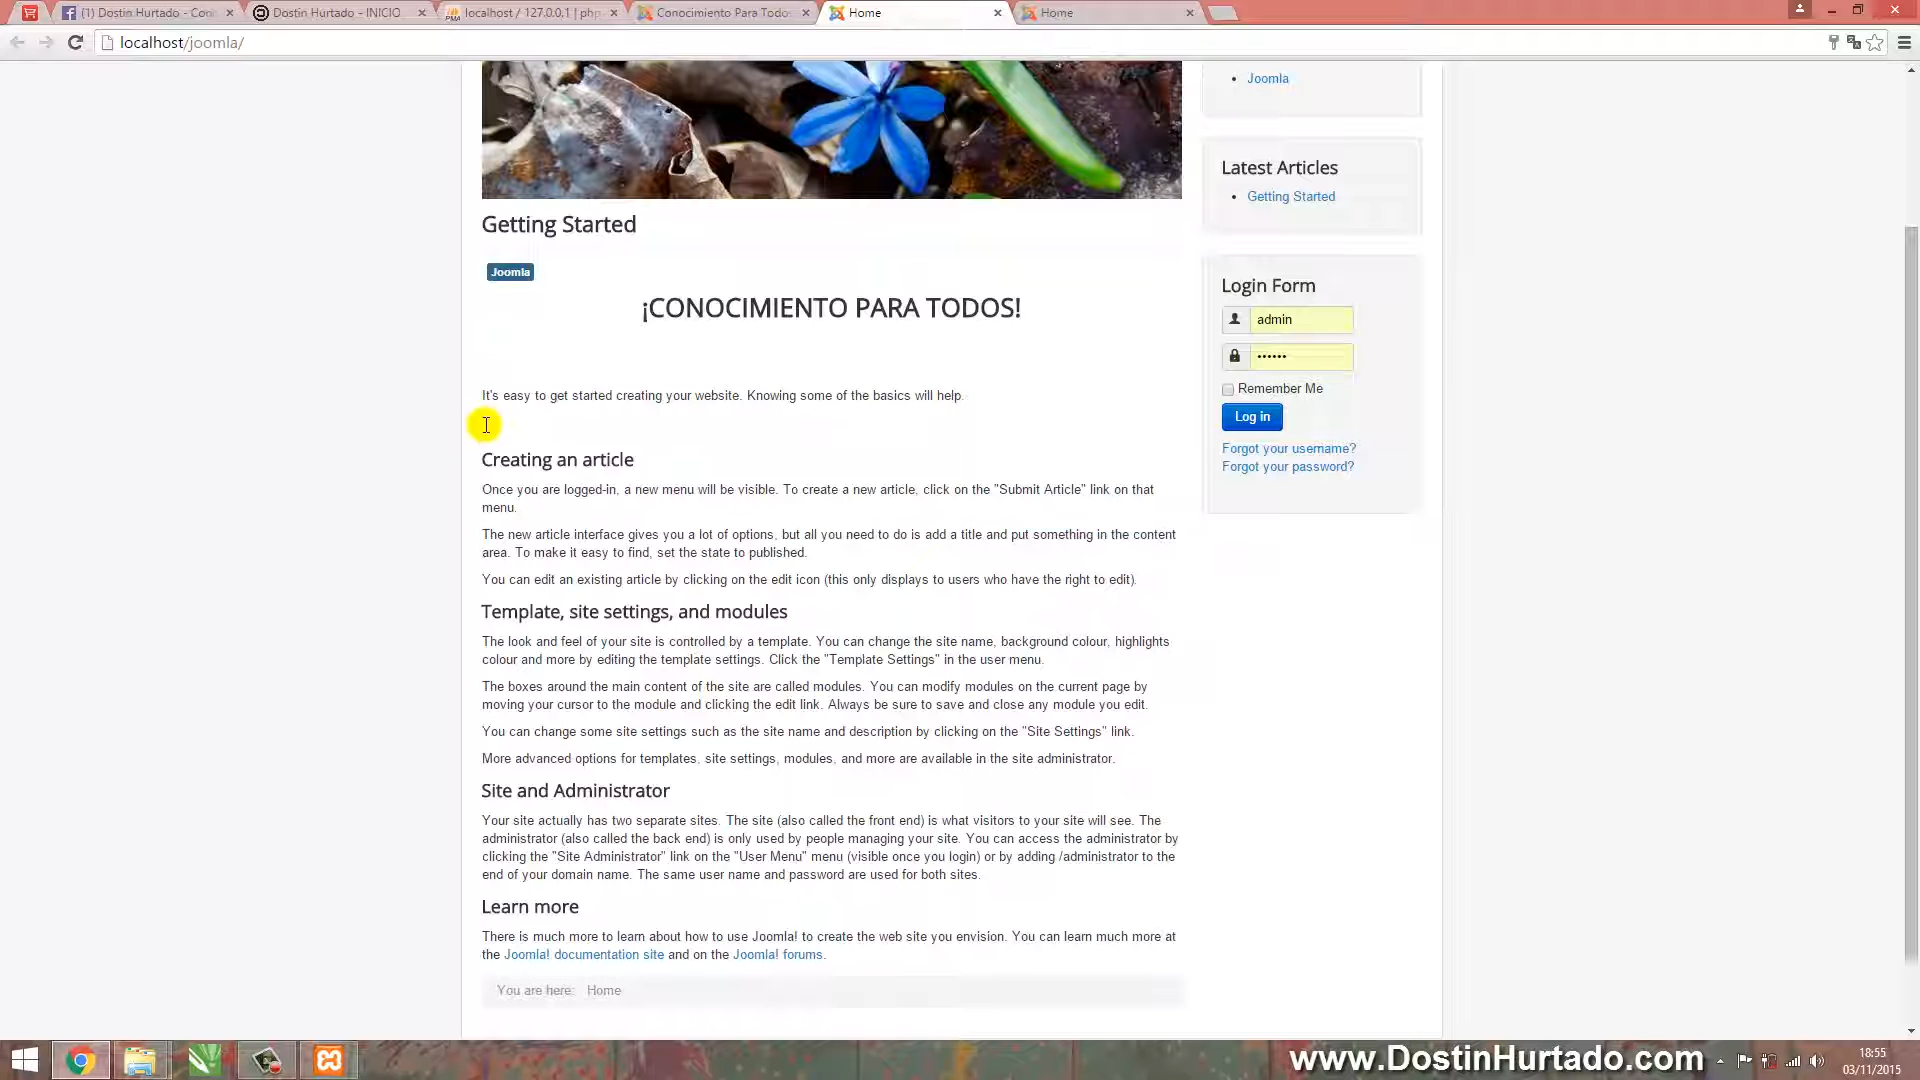 (1) Dostin Hurtado - Con
Dostin Hurtado - INICIO
localhost / 127.0.0.1 | php
Conocimiento Para Todo
Home
Home
localhost/joomla/
Joomla
Latest Articles
Getting Started
Getting Started
Joomla
¡CONOCIMIENTO PARA TODOS!
It's easy to get started creating your website. Knowing some of the basics will help.
Creating an article
Once you are logged-in, a new menu will be visible. To create a new article, click on the "Submit Article" link on that
menu.
The new article interface gives you a lot of options, but all you need to do is add a title and put something in the content
area. To make it easy to find, set the state to published.
You can edit an existing article by clicking on the edit icon (this only displays to users who have the right to edit).
Template, site settings, and modules
The look and feel of your site is controlled by a template. You can change the site name, background colour, highlights
colour and more by editing the template settings. Click the "Template Settings" in the user menu.
The boxes around the main content of the site are called modules. You can modify modules on the current page by
moving your cursor to the module and clicking the edit link. Always be sure to save and close any module you edit.
You can change some site settings such as the site name and description by clicking on the "Site Settings" link.
More advanced options for templates, site settings, modules, and more are available in the site administrator.
Site and Administrator
Your site actually has two separate sites. The site (also called the front end) is what visitors to your site will see. The
administrator (also called the back end) is only used by people managing your site. You can access the administrator by
clicking the "Site Administrator" link on the "User Menu" menu (visible once you login) or by adding /administrator to the
end of your domain name. The same user name and password are used for both sites.
Learn more
There is much more to learn about how to use Joomla! to create the web site you envision. You can learn much more at
the Joomla! documentation site and on the Joomla! forums.
You are here: Home
Login Form
admin
••••••
Remember Me
Log in
Forgot your username?
Forgot your password?
www.DostinHurtado.com
18:55
03/11/2015